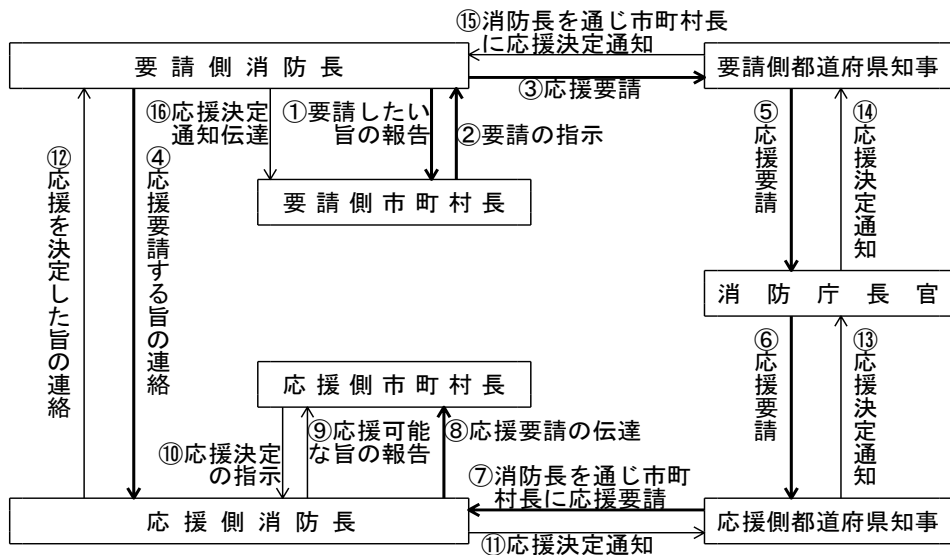 ⑮消防長を通じ市町村長
に応援決定通知
要請側消防長
要請側都道府県知事
③応援要請
⑯応援決定
通知伝達
①要請したい
旨の報告
②要請の指示
⑤応援要請
⑭応援決定通知
⑫応援を決定した旨の連絡
④応援要請する旨の連絡
要請側市町村長
消防庁長官
応援側市町村長
⑥応援要請
⑬応援決定通知
⑩応援決定
の指示
⑨応援可能
な旨の報告
⑧応援要請の伝達
⑦消防長を通じ市町
村長に応援要請
応援側消防長
応援側都道府県知事
⑪応援決定通知